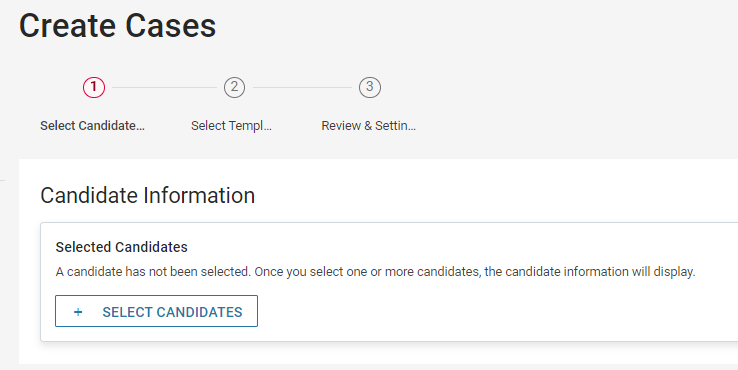 Create Cases
1 2 3
Select Candidate... Select Templ... Review & Settin...
Candidate Information
Selected Candidates
A candidate has not been selected. Once you select one or more candidates, the candidate information will display.
+ SELECT CANDIDATES